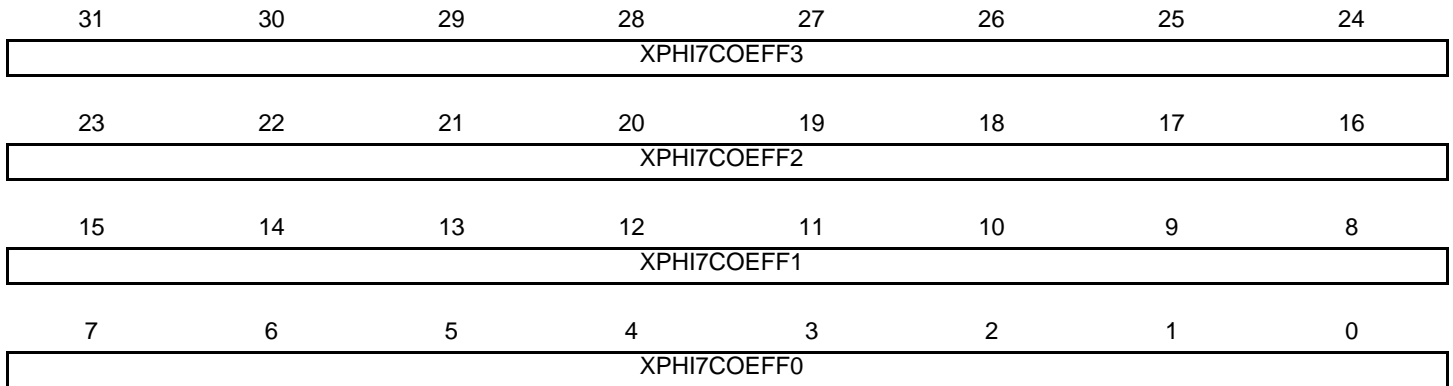 31 30 29 28 27 26 25 24
XPHI7COEFF3
23 22 21 20 19 18 17 16
XPHI7COEFF2
15 14 13 12 11 10 9 8
XPHI7COEFF1
7 6 5 4 3 2 1 0
XPHI7COEFF0